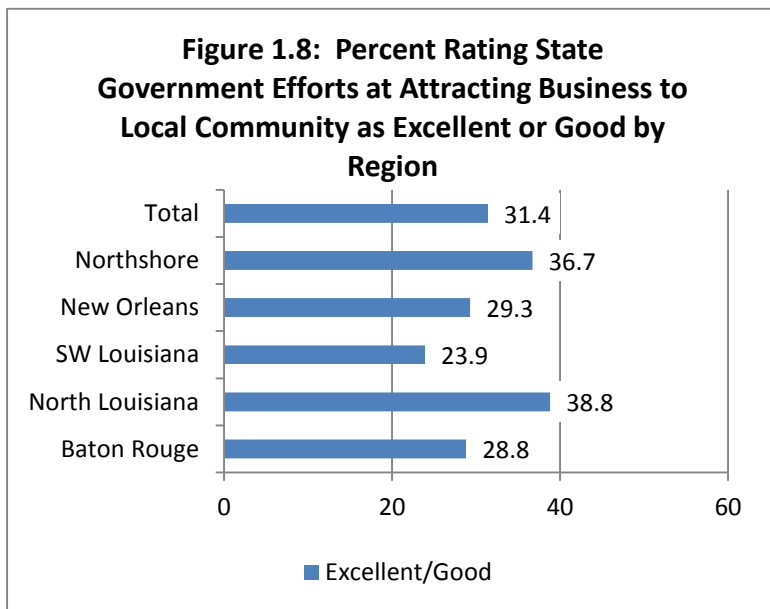 Figure 1.8:  Percent Rating State
Government Efforts at Attracting Business to
Local Community as Excellent or Good by
Region
Total
31.4
Northshore
36.7
New Orleans
29.3
SW Louisiana
23.9
North Louisiana
38.8
Baton Rouge
28.8
0 20 40 60
Excellent/Good